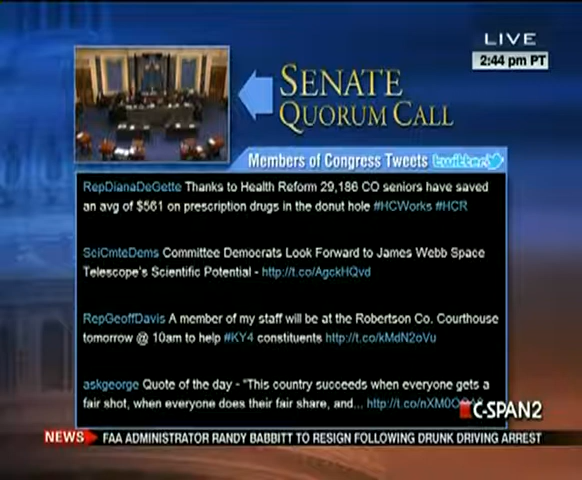 LIVE
2:44 pm PT
SENATE
QUORUM CALL
Members of Congress Tweets twitter
RepDianaDeGette Thanks to Health Reform 29,186 CO seniors have saved
an avg of $561 on prescription drugs in the donut hole #HCWorks #HCR
SciCmteDems Committee Democrats Look Forward to James Webb Space
Telescope's Scientific Potential - http://t.co/AgckHQvd
RepGeoffDavis A member of my staff will be at the Robertson Co. Courthouse
tomorrow @ 10am to help #KY4 constituents http://t.co/kMdN2oVu
askgeorge Quote of the day - "This country succeeds when everyone gets a
fair shot, when everyone does their fair share, and...
C-SPAN2
NEWS FAA ADMINISTRATOR RANDY BABBITT TO RESIGN FOLLOWING DRUNK DRIVING ARREST